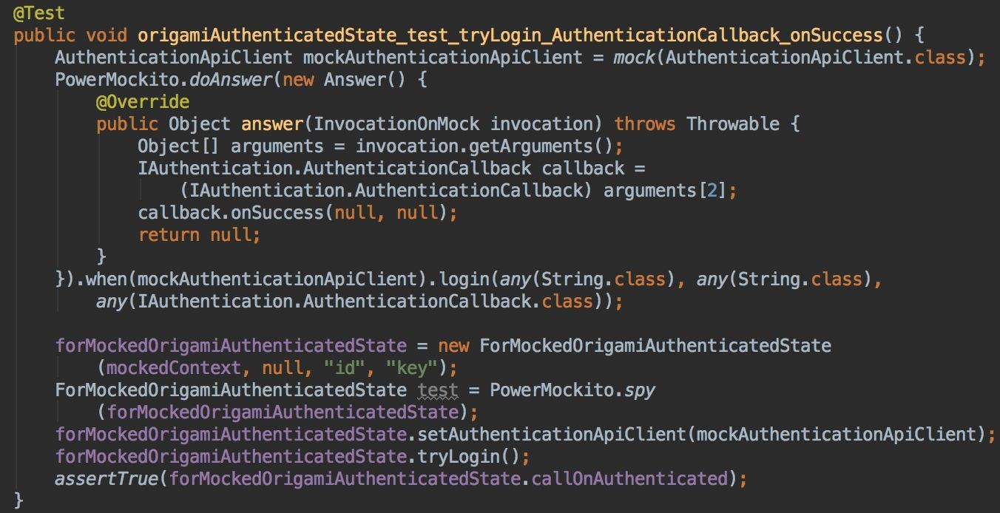 @Test
public void origamiAuthenticatedState_test_tryLogin_AuthenticationCallback_onSuccess() {
    AuthenticationApiClient mockAuthenticationApiClient = mock(AuthenticationApiClient.class);
    PowerMockito.doAnswer(new Answer() {
        @Override
        public Object answer(InvocationOnMock invocation) throws Throwable {
            Object[] arguments = invocation.getArguments();
            IAuthentication.AuthenticationCallback callback =
                (IAuthentication.AuthenticationCallback) arguments[2];
            callback.onSuccess(null, null);
            return null;
        }
    }).when(mockAuthenticationApiClient).login(any(String.class), any(String.class),
        any(IAuthentication.AuthenticationCallback.class));

    forMockedOrigamiAuthenticatedState = new ForMockedOrigamiAuthenticatedState
        (mockedContext, null, "id", "key");
    ForMockedOrigamiAuthenticatedState test = PowerMockito.spy
        (forMockedOrigamiAuthenticatedState);
    forMockedOrigamiAuthenticatedState.setAuthenticationApiClient(mockAuthenticationApiClient);
    forMockedOrigamiAuthenticatedState.tryLogin();
    assertTrue(forMockedOrigamiAuthenticatedState.callOnAuthenticated);
}